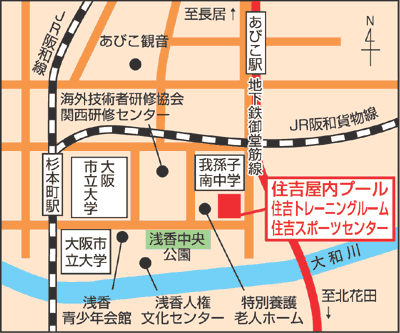 JR阪和線
至長居↑
N
あびこ観音
あびこ駅
地下鉄御堂筋線
海外技術者研修協会
関西研修センター
JR阪和貨物線
杉本町駅
大阪
市立大学
我孫子
南中学
住吉屋内プール
住吉トレーニングルーム
住吉スポーツセンター
大阪市
立大学
浅香中央
公園
大和川
浅香
青少年会館
浅香人権
文化センター
特別養護
老人ホーム
至北花田
↓